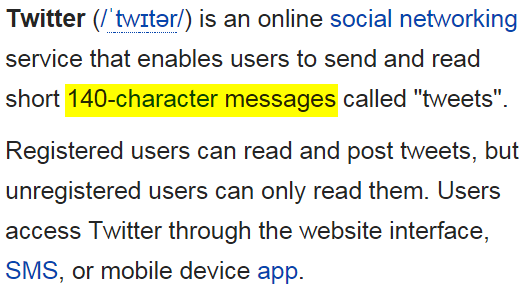 Twitter (/ˈtwɪtər/) is an online social networking
service that enables users to send and read
short 140-character messages called "tweets".
Registered users can read and post tweets, but
unregistered users can only read them. Users
access Twitter through the website interface,
SMS, or mobile device app.